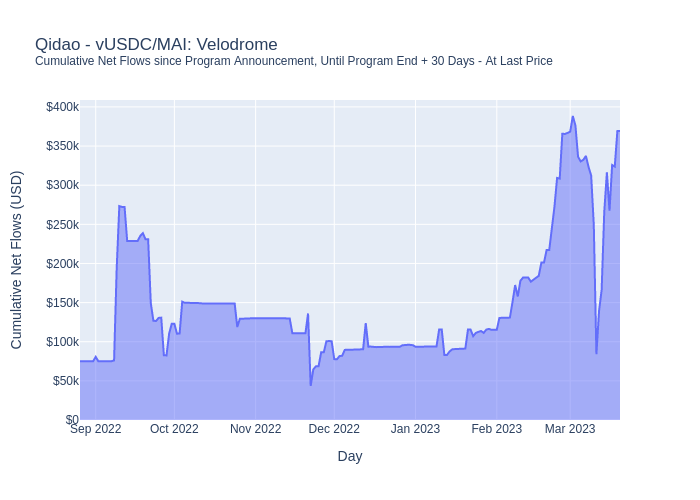 Qidao - vUSDC/MAI: Velodrome
Cumulative Net Flows since Program Announcement, Until Program End + 30 Days - At Last Price
Cumulative Net Flows (USD)
$400k
$350k
$300k
$250k
$200k
$150k
$100k
$50k
$0
Sep 2022 Oct 2022 Nov 2022 Dec 2022 Jan 2023 Feb 2023 Mar 2023
Day